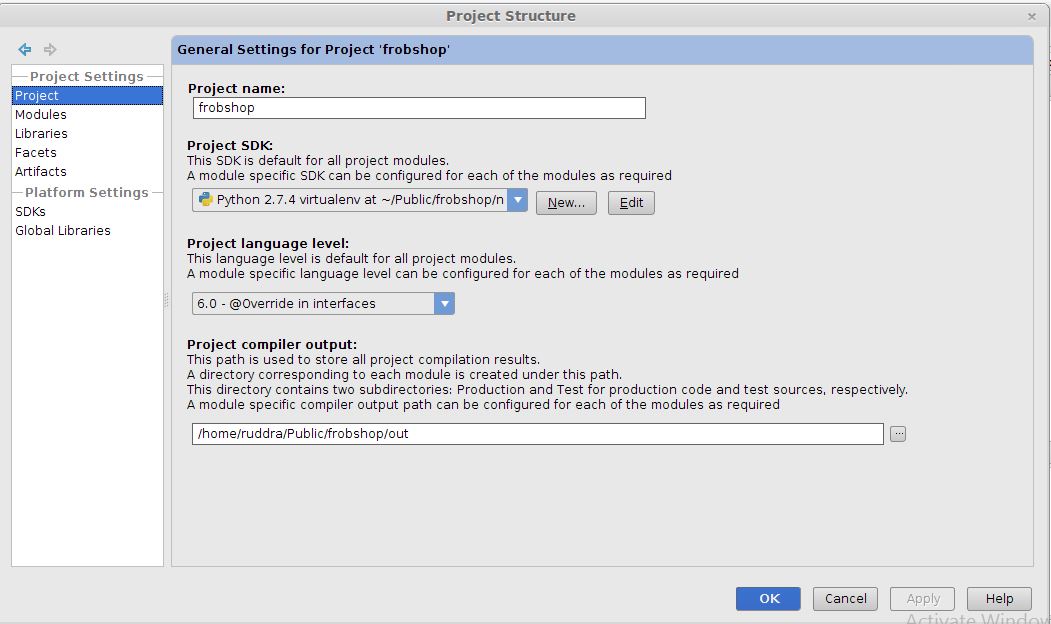 Project Structure
Project Settings
Project
Modules
Libraries
Facets
Artifacts
Platform Settings
SDKs
Global Libraries
General Settings for Project 'frobshop'
Project name:
frobshop
Project SDK:
This SDK is default for all project modules.
A module specific SDK can be configured for each of the modules as required
Python 2.7.4 virtualenv at ~/Public/frobshop/n
New...
Edit
Project language level:
This language level is default for all project modules.
A module specific language level can be configured for each of the modules as required
6.0 - @Override in interfaces
Project compiler output:
This path is used to store all project compilation results.
A directory corresponding to each module is created under this path.
This directory contains two subdirectories: Production and Test for production code and test sources, respectively.
A module specific compiler output path can be configured for each of the modules as required
/home/ruddra/Public/frobshop/out
...
OK
Cancel
Apply
Help
Activate Window